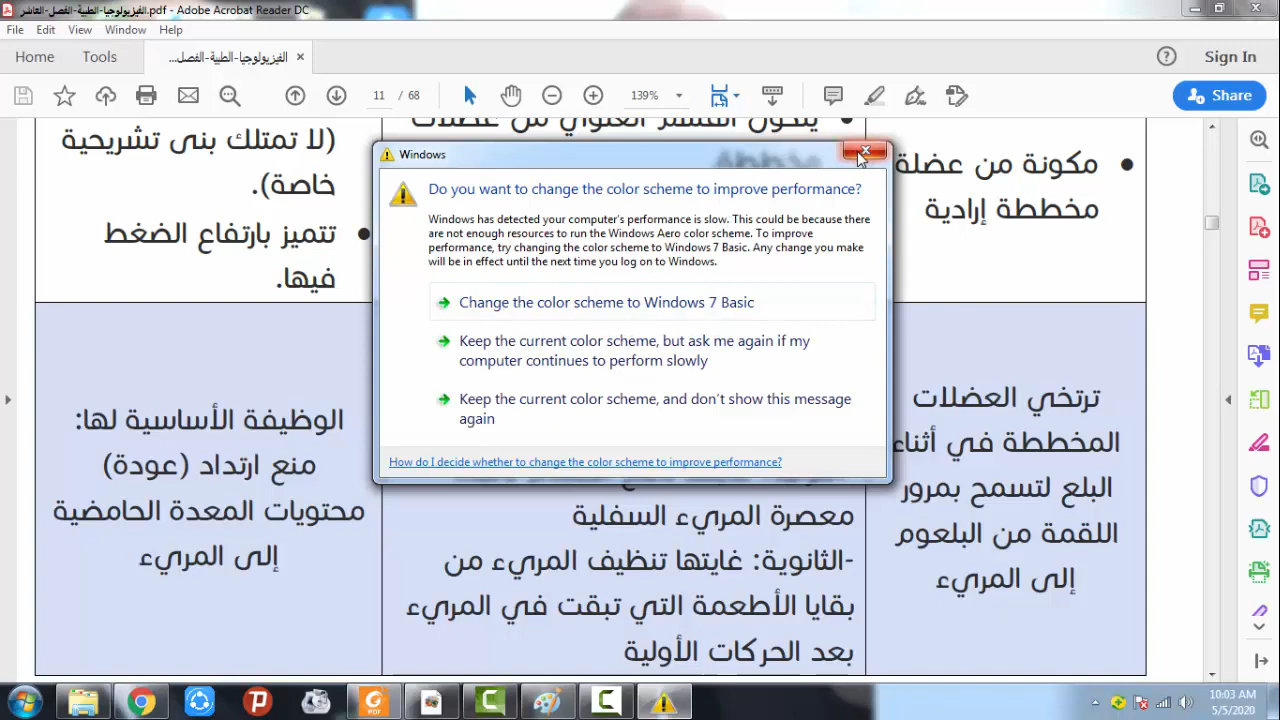 الفيزيولوجيا-الطبية-الفصل-العاشر.pdf - Adobe Acrobat Reader DC
File Edit View Window Help
Home Tools الفيزيولوجيا-الطبية-الفصل... × Sign In
11 / 68 139% Share
مكونة من عضلة
مخططة إرادية
(لا تمتلك بنى تشريحية
خاصة).
تتميز بارتفاع الضغط
فيها.
Windows
Do you want to change the color scheme to improve performance?
Windows has detected your computer's performance is slow. This could be because there
are not enough resources to run the Windows Aero color scheme. To improve
performance, try changing the color scheme to Windows 7 Basic. Any change you make
will be in effect until the next time you log on to Windows.
Change the color scheme to Windows 7 Basic
Keep the current color scheme, but ask me again if my
computer continues to perform slowly
Keep the current color scheme, and don't show this message
again
How do I decide whether to change the color scheme to improve performance?
ترتخي العضلات
المخططة في أثناء
البلع لتسمح بمرور
اللقمة من البلعوم
إلى المريء
معصرة المريء السفلية
-الثانوية: غايتها تنظيف المريء من
بقايا الأطعمة التي تبقت في المريء
بعد الحركات الأولية
الوظيفة الأساسية لها:
منع ارتداد (عودة)
محتويات المعدة الحامضية
إلى المريء
10:03 AM
5/5/2020